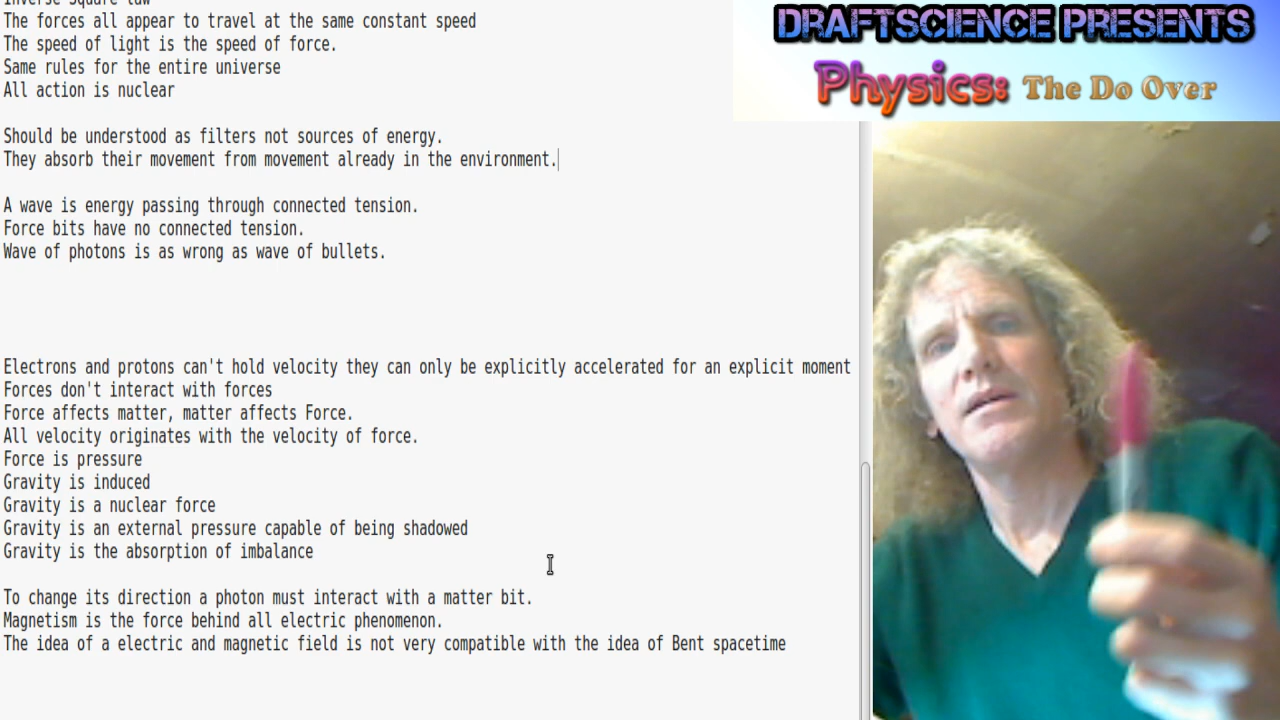 Inverse Square law
The forces all appear to travel at the same constant speed
The speed of light is the speed of force.
Same rules for the entire universe
All action is nuclear
Should be understood as filters not sources of energy.
They absorb their movement from movement already in the environment.
A wave is energy passing through connected tension.
Force bits have no connected tension.
Wave of photons is as wrong as wave of bullets.
Electrons and protons can't hold velocity they can only be explicitly accelerated for an explicit moment
Forces don't interact with forces
Force affects matter, matter affects Force.
All velocity originates with the velocity of force.
Force is pressure
Gravity is induced
Gravity is a nuclear force
Gravity is an external pressure capable of being shadowed
Gravity is the absorption of imbalance
To change its direction a photon must interact with a matter bit.
Magnetism is the force behind all electric phenomenon.
The idea of a electric and magnetic field is not very compatible with the idea of Bent spacetime
DRAFTSCIENCE PRESENTS
Physics: The Do Over